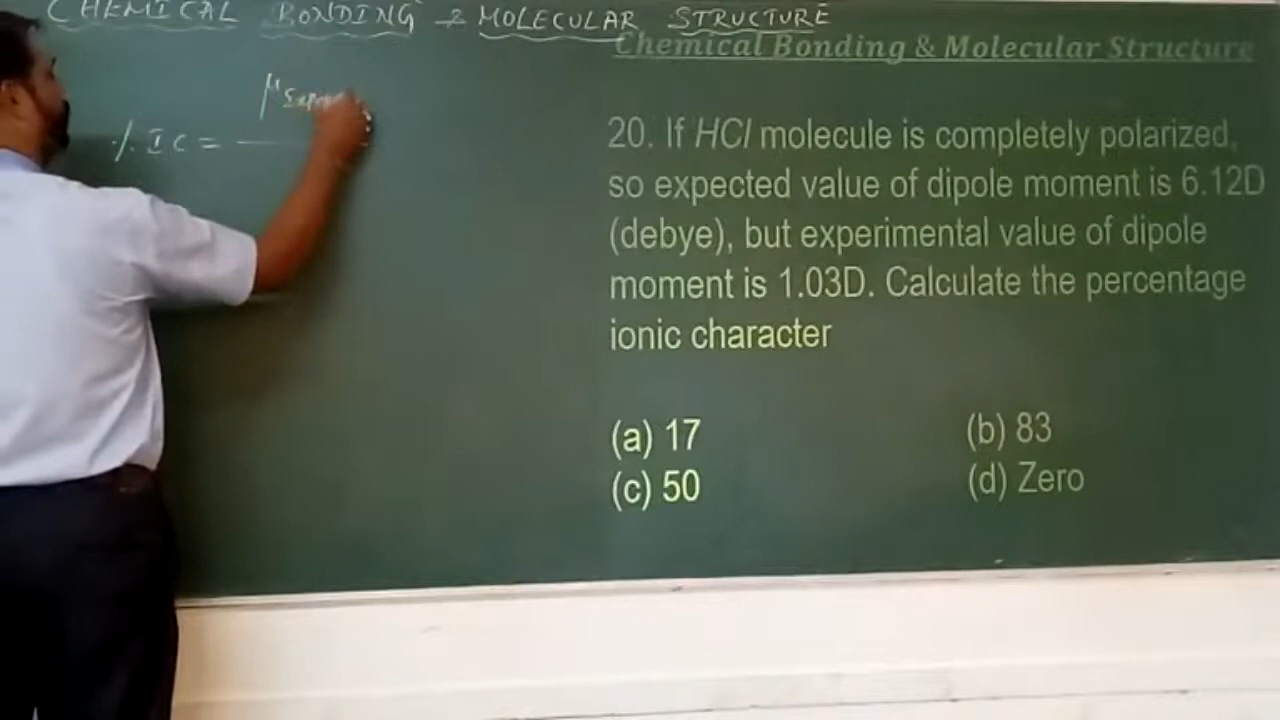 CHEMICAL BONDING & MOLECULAR STRUCTURE
Chemical Bonding & Molecular Structure
% IC =
20. If HCl molecule is completely polarized,
so expected value of dipole moment is 6.12D
(debye), but experimental value of dipole
moment is 1.03D. Calculate the percentage
ionic character
(a) 17 (b) 83
(c) 50 (d) Zero